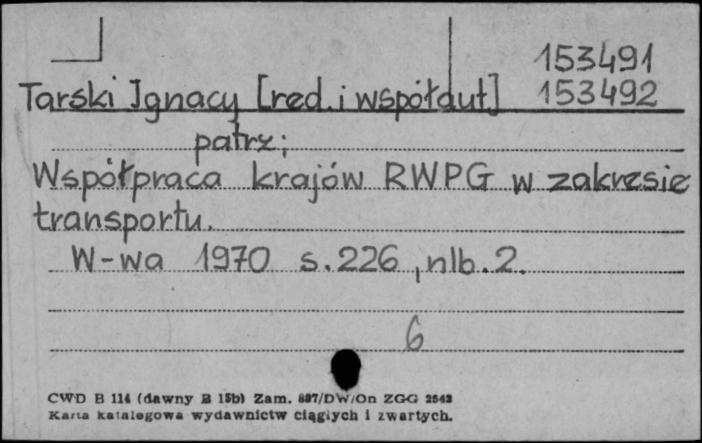 153491
Tarski Ignacy [red. i współaut] 153492
patrz;
Współpraca krajów RWPG w zakresie
transportu.
W-wa 1970 s. 226, nlb. 2.
6
CWD B 114 (dawny B 15b) Zam. 887/DW/On ZGG 2542
Karta katalogowa wydawnictw ciągłych i zwartych.